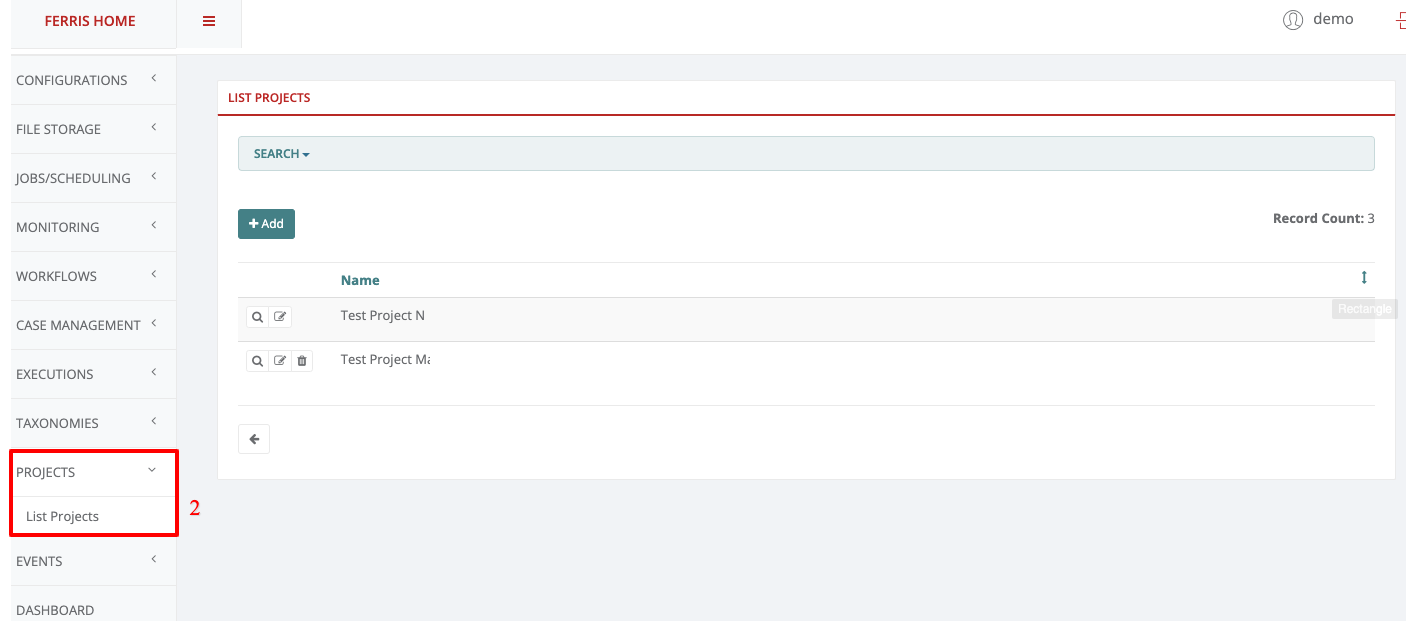 FERRIS HOME
demo
CONFIGURATIONS
FILE STORAGE
JOBS/SCHEDULING
MONITORING
WORKFLOWS
CASE MANAGEMENT
EXECUTIONS
TAXONOMIES
PROJECTS
List Projects
2
EVENTS
DASHBOARD
LIST PROJECTS
SEARCH
Add
Record Count: 3
Name
Rectangle
Test Project N
Test Project Ma